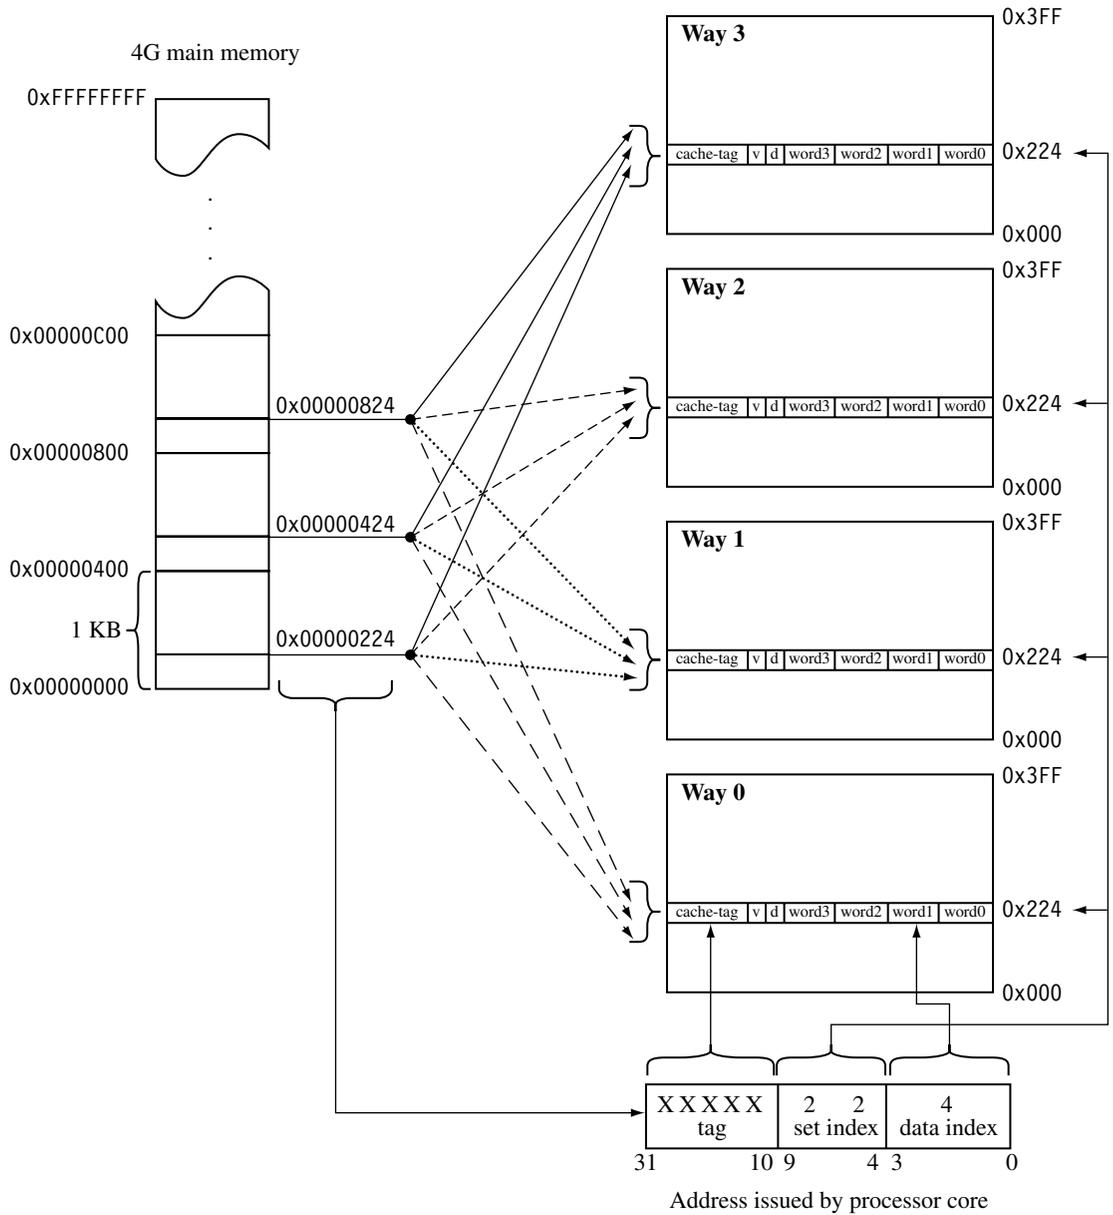 4G main memory
0xFFFFFFFF
.
.
.
0x00000C00
0x00000824
0x00000800
0x00000424
0x00000400
1 KB
0x00000224
0x00000000
Way 3
0x3FF
cache-tag v d word3 word2 word1 word0
0x224
0x000
Way 2
0x3FF
cache-tag v d word3 word2 word1 word0
0x224
0x000
Way 1
0x3FF
cache-tag v d word3 word2 word1 word0
0x224
0x000
Way 0
0x3FF
cache-tag v d word3 word2 word1 word0
0x224
0x000
X X X X X 2 2 4
tag set index data index
31 10 9 4 3 0
Address issued by processor core